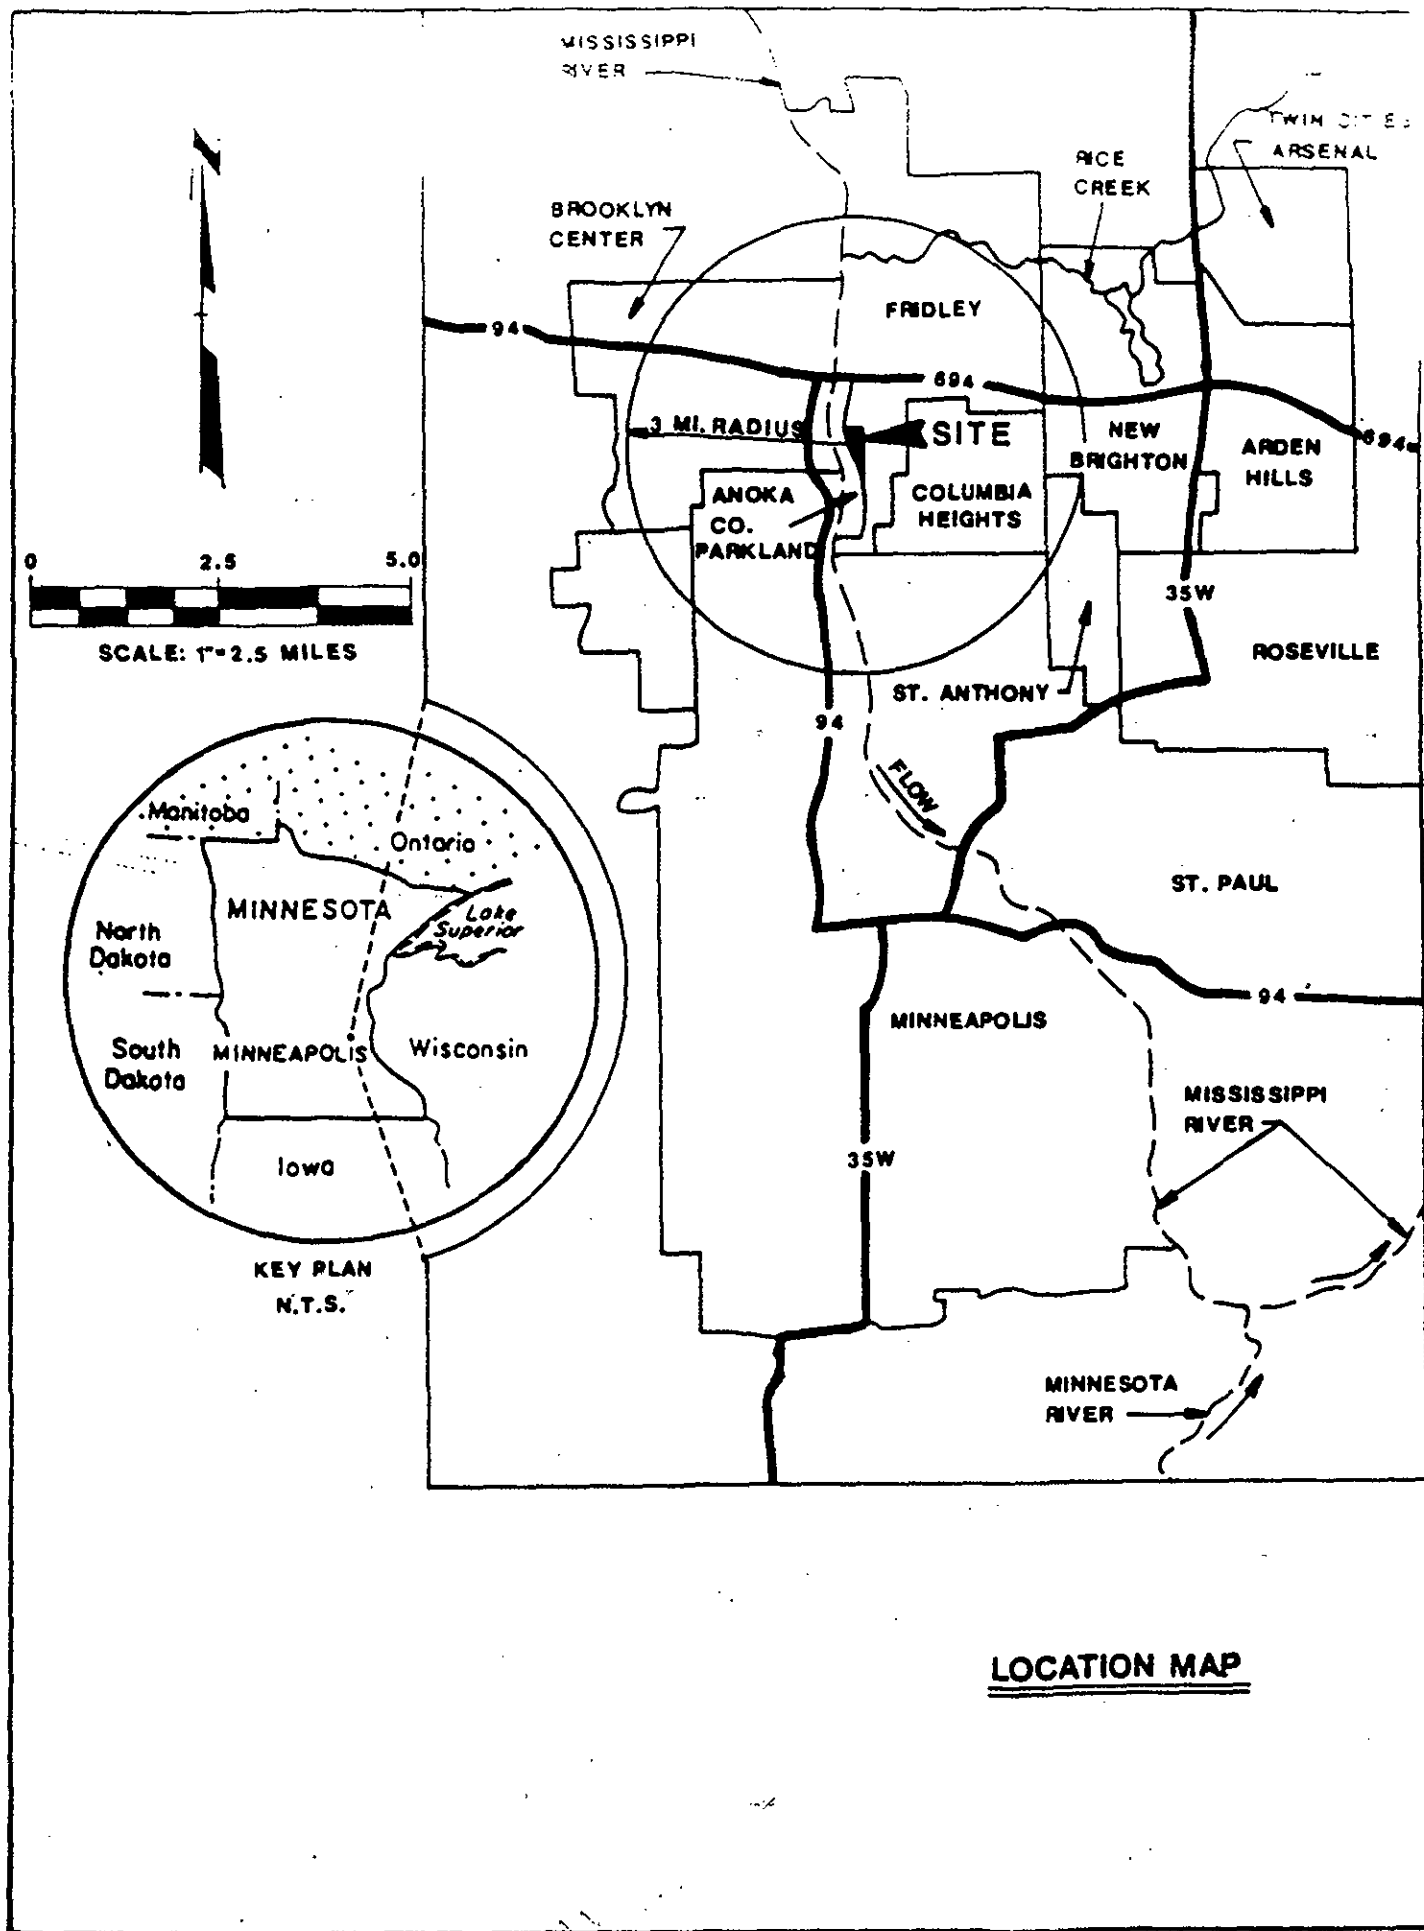 MISSISSIPPI
RIVER
TWIN CITIES
ARSENAL
RICE
CREEK
BROOKLYN
CENTER
N
FRIDLEY
94
694
3 MI. RADIUS
SITE
NEW
BRIGHTON
ARDEN
HILLS
694
ANOKA
CO.
PARKLAND
COLUMBIA
HEIGHTS
0 2.5 5.0
SCALE: 1"=2.5 MILES
35W
ROSEVILLE
ST. ANTHONY
94
FLOW
Manitoba
Ontario
MINNESOTA
Lake
Superior
North
Dakota
South
Dakota
MINNEAPOLIS
Wisconsin
Iowa
KEY PLAN
N.T.S.
ST. PAUL
94
MINNEAPOLIS
MISSISSIPPI
RIVER
35W
MINNESOTA
RIVER
LOCATION MAP